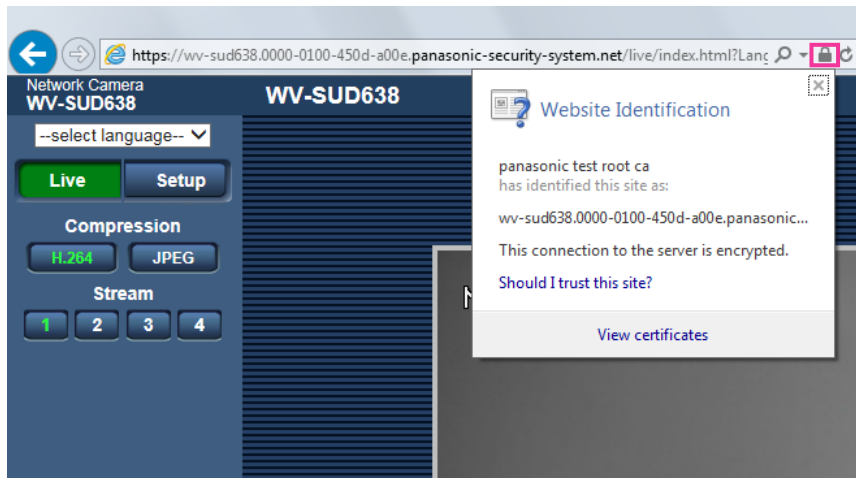 https://wv-sud638.0000-0100-450d-a00e.panasonic-security-system.net/live/index.html?Lang
Network Camera
WV-SUD638
WV-SUD638
--select language--
Live Setup
Compression
H.264 JPEG
Stream
1 2 3 4
Website Identification
panasonic test root ca
has identified this site as:
wv-sud638.0000-0100-450d-a00e.panasonic...
This connection to the server is encrypted.
Should I trust this site?
View certificates